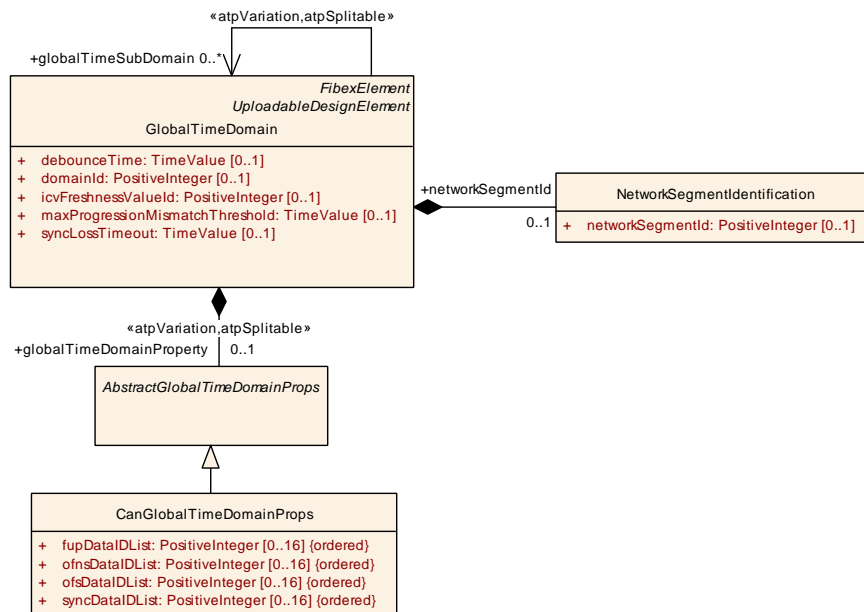 «atpVariation,atpSplitable»
+globalTimeSubDomain 0..*
FibexElement
UploadableDesignElement
GlobalTimeDomain
+ debounceTime: TimeValue [0..1]
+ domainId: PositiveInteger [0..1]
+ icvFreshnessValueId: PositiveInteger [0..1]
+ maxProgressionMismatchThreshold: TimeValue [0..1]
+ syncLossTimeout: TimeValue [0..1]
+networkSegmentId
0..1
NetworkSegmentIdentification
+ networkSegmentId: PositiveInteger [0..1]
«atpVariation,atpSplitable»
+globalTimeDomainProperty 0..1
AbstractGlobalTimeDomainProps
CanGlobalTimeDomainProps
+ fupDataIDList: PositiveInteger [0..16] {ordered}
+ ofnsDataIDList: PositiveInteger [0..16] {ordered}
+ ofsDataIDList: PositiveInteger [0..16] {ordered}
+ syncDataIDList: PositiveInteger [0..16] {ordered}